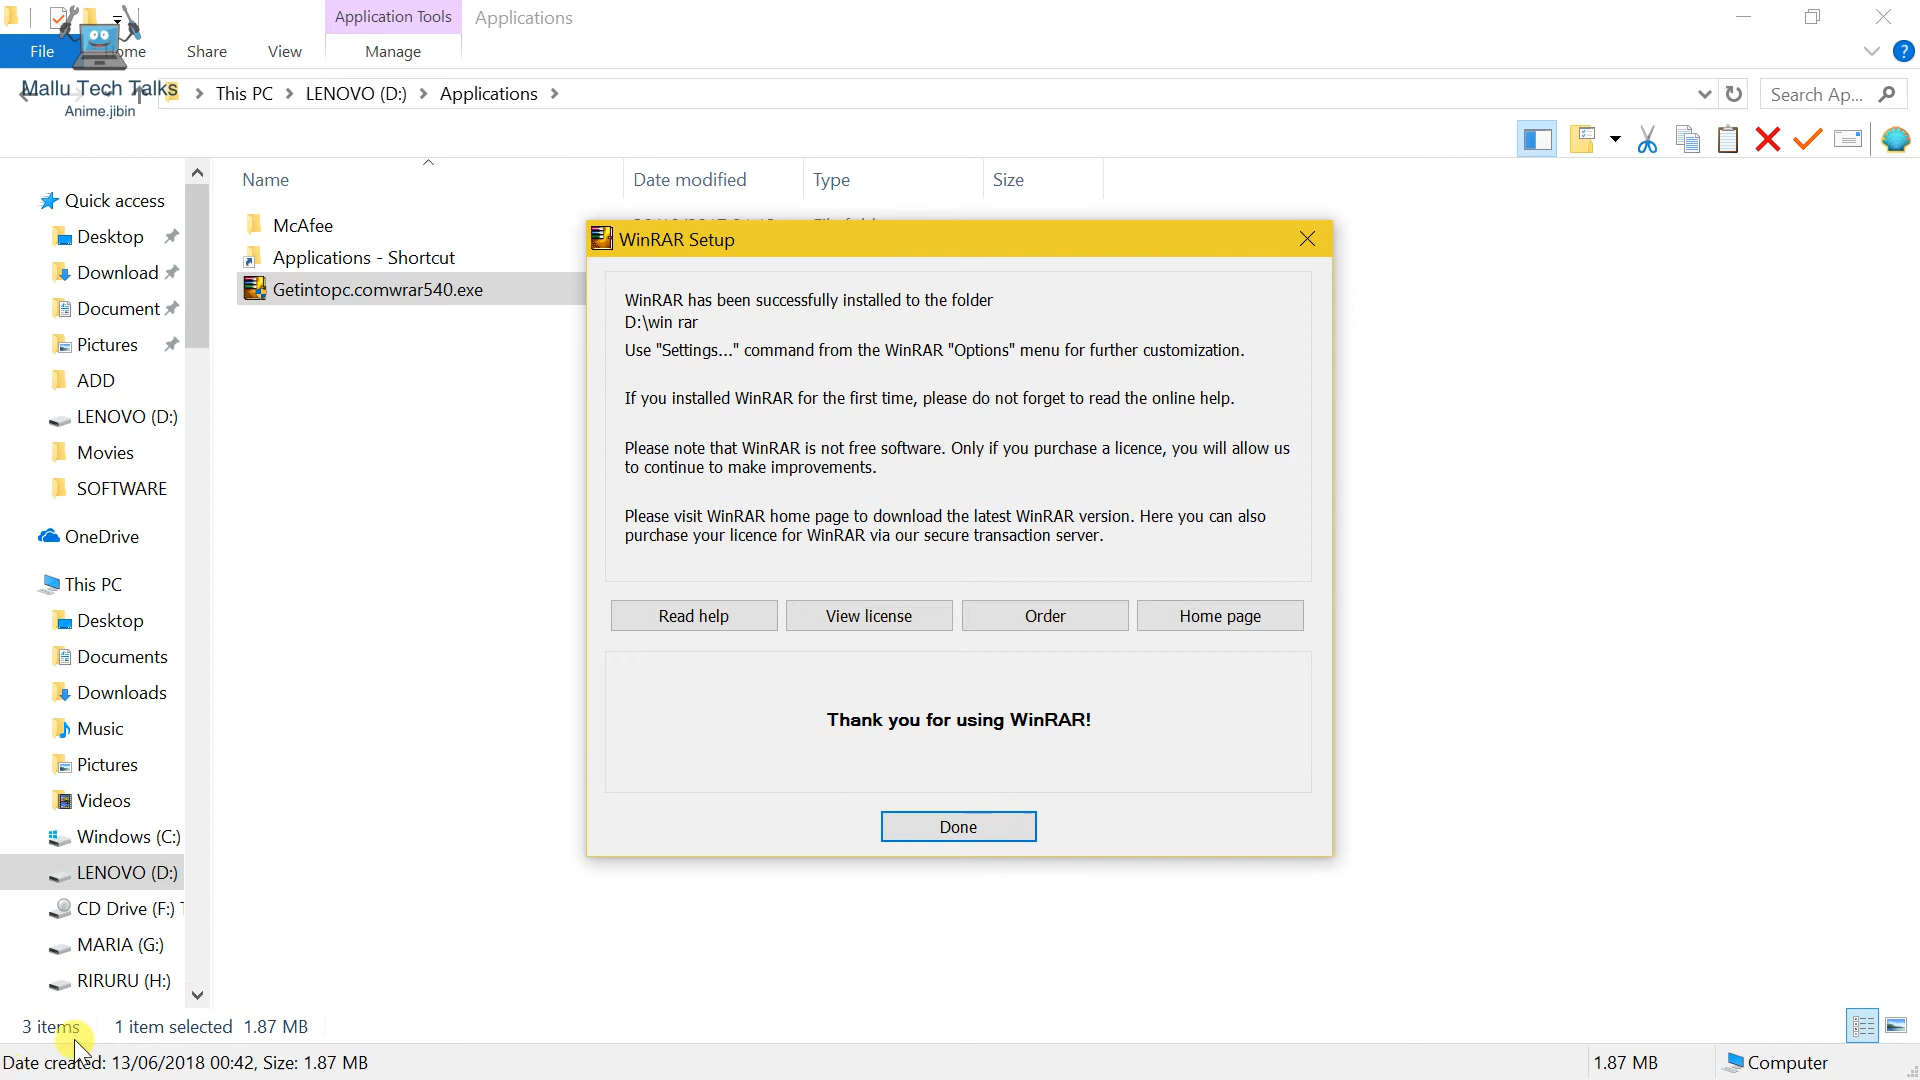 Application Tools
Applications
File
ome
Share
View
Manage
Mallu Tech Talks
Anime.jibin
This PC
LENOVO (D:)
Applications
Search Ap...
Name
Date modified
Type
Size
Quick access
Desktop
Download
Document
Pictures
ADD
LENOVO (D:)
Movies
SOFTWARE
OneDrive
This PC
Desktop
Documents
Downloads
Music
Pictures
Videos
Windows (C:)
LENOVO (D:)
CD Drive (F:)
MARIA (G:)
RIRURU (H:)
McAfee
Applications - Shortcut
Getintopc.comwrar540.exe
WinRAR Setup
WinRAR has been successfully installed to the folder
D:\win rar
Use "Settings..." command from the WinRAR "Options" menu for further customization.
If you installed WinRAR for the first time, please do not forget to read the online help.
Please note that WinRAR is not free software. Only if you purchase a licence, you will allow us
to continue to make improvements.
Please visit WinRAR home page to download the latest WinRAR version. Here you can also
purchase your licence for WinRAR via our secure transaction server.
Read help
View license
Order
Home page
Thank you for using WinRAR!
Done
3 items
1 item selected 1.87 MB
Date created: 13/06/2018 00:42, Size: 1.87 MB
1.87 MB
Computer